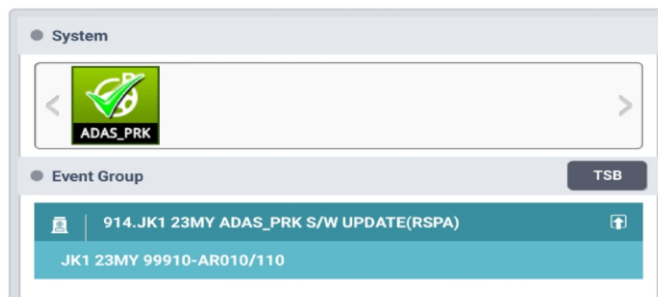 System
ADAS_PRK
Event Group
TSB
914.JK1 23MY ADAS_PRK S/W UPDATE(RSPA)
JK1 23MY 99910-AR010/110